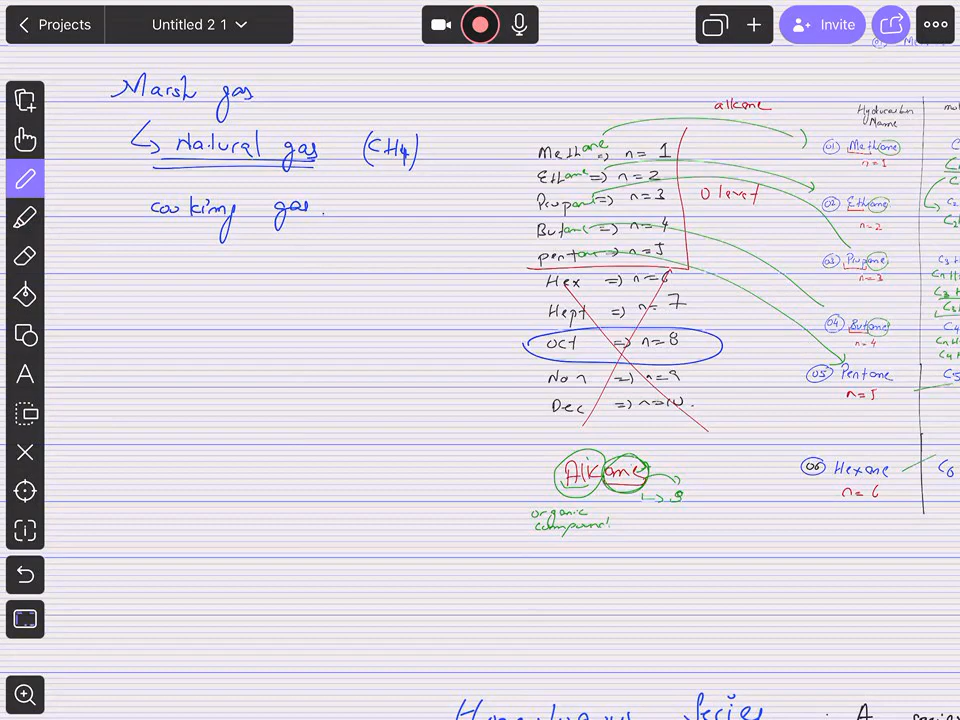 Projects
Untitled 2 1
Invite
Marsh gas
↳ Natural gas (CH4)
cooking gas.
alkane
Methane => n = 1
Ethane => n = 2
Propane => n = 3
Butane => n = 4
pentane => n = 5
O level
Hex => n = 6
Hept => n = 7
Oct => n = 8
Non => n = 9
Dec => n = 10.
Alkane
organic
compound
Hydrocarbon
Name
01 Methane
n = 1
02 Ethane
n = 2
03 Propane
n = 3
04 Butane
n = 4
05 Pentane
n = 5
06 Hexane
n = 6
Homologous Series : A series